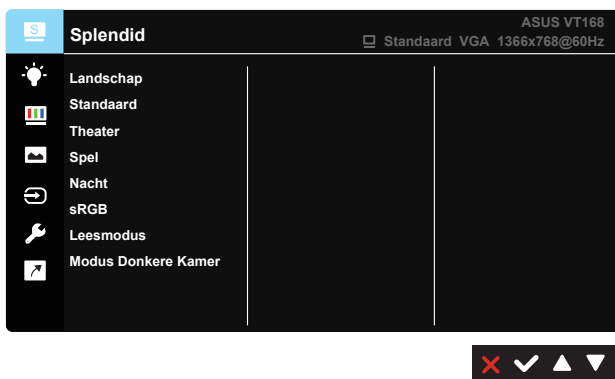 S
Splendid
ASUS VT168
Standaard VGA 1366x768@60Hz
Landschap
Standaard
Theater
Spel
Nacht
sRGB
Leesmodus
Modus Donkere Kamer